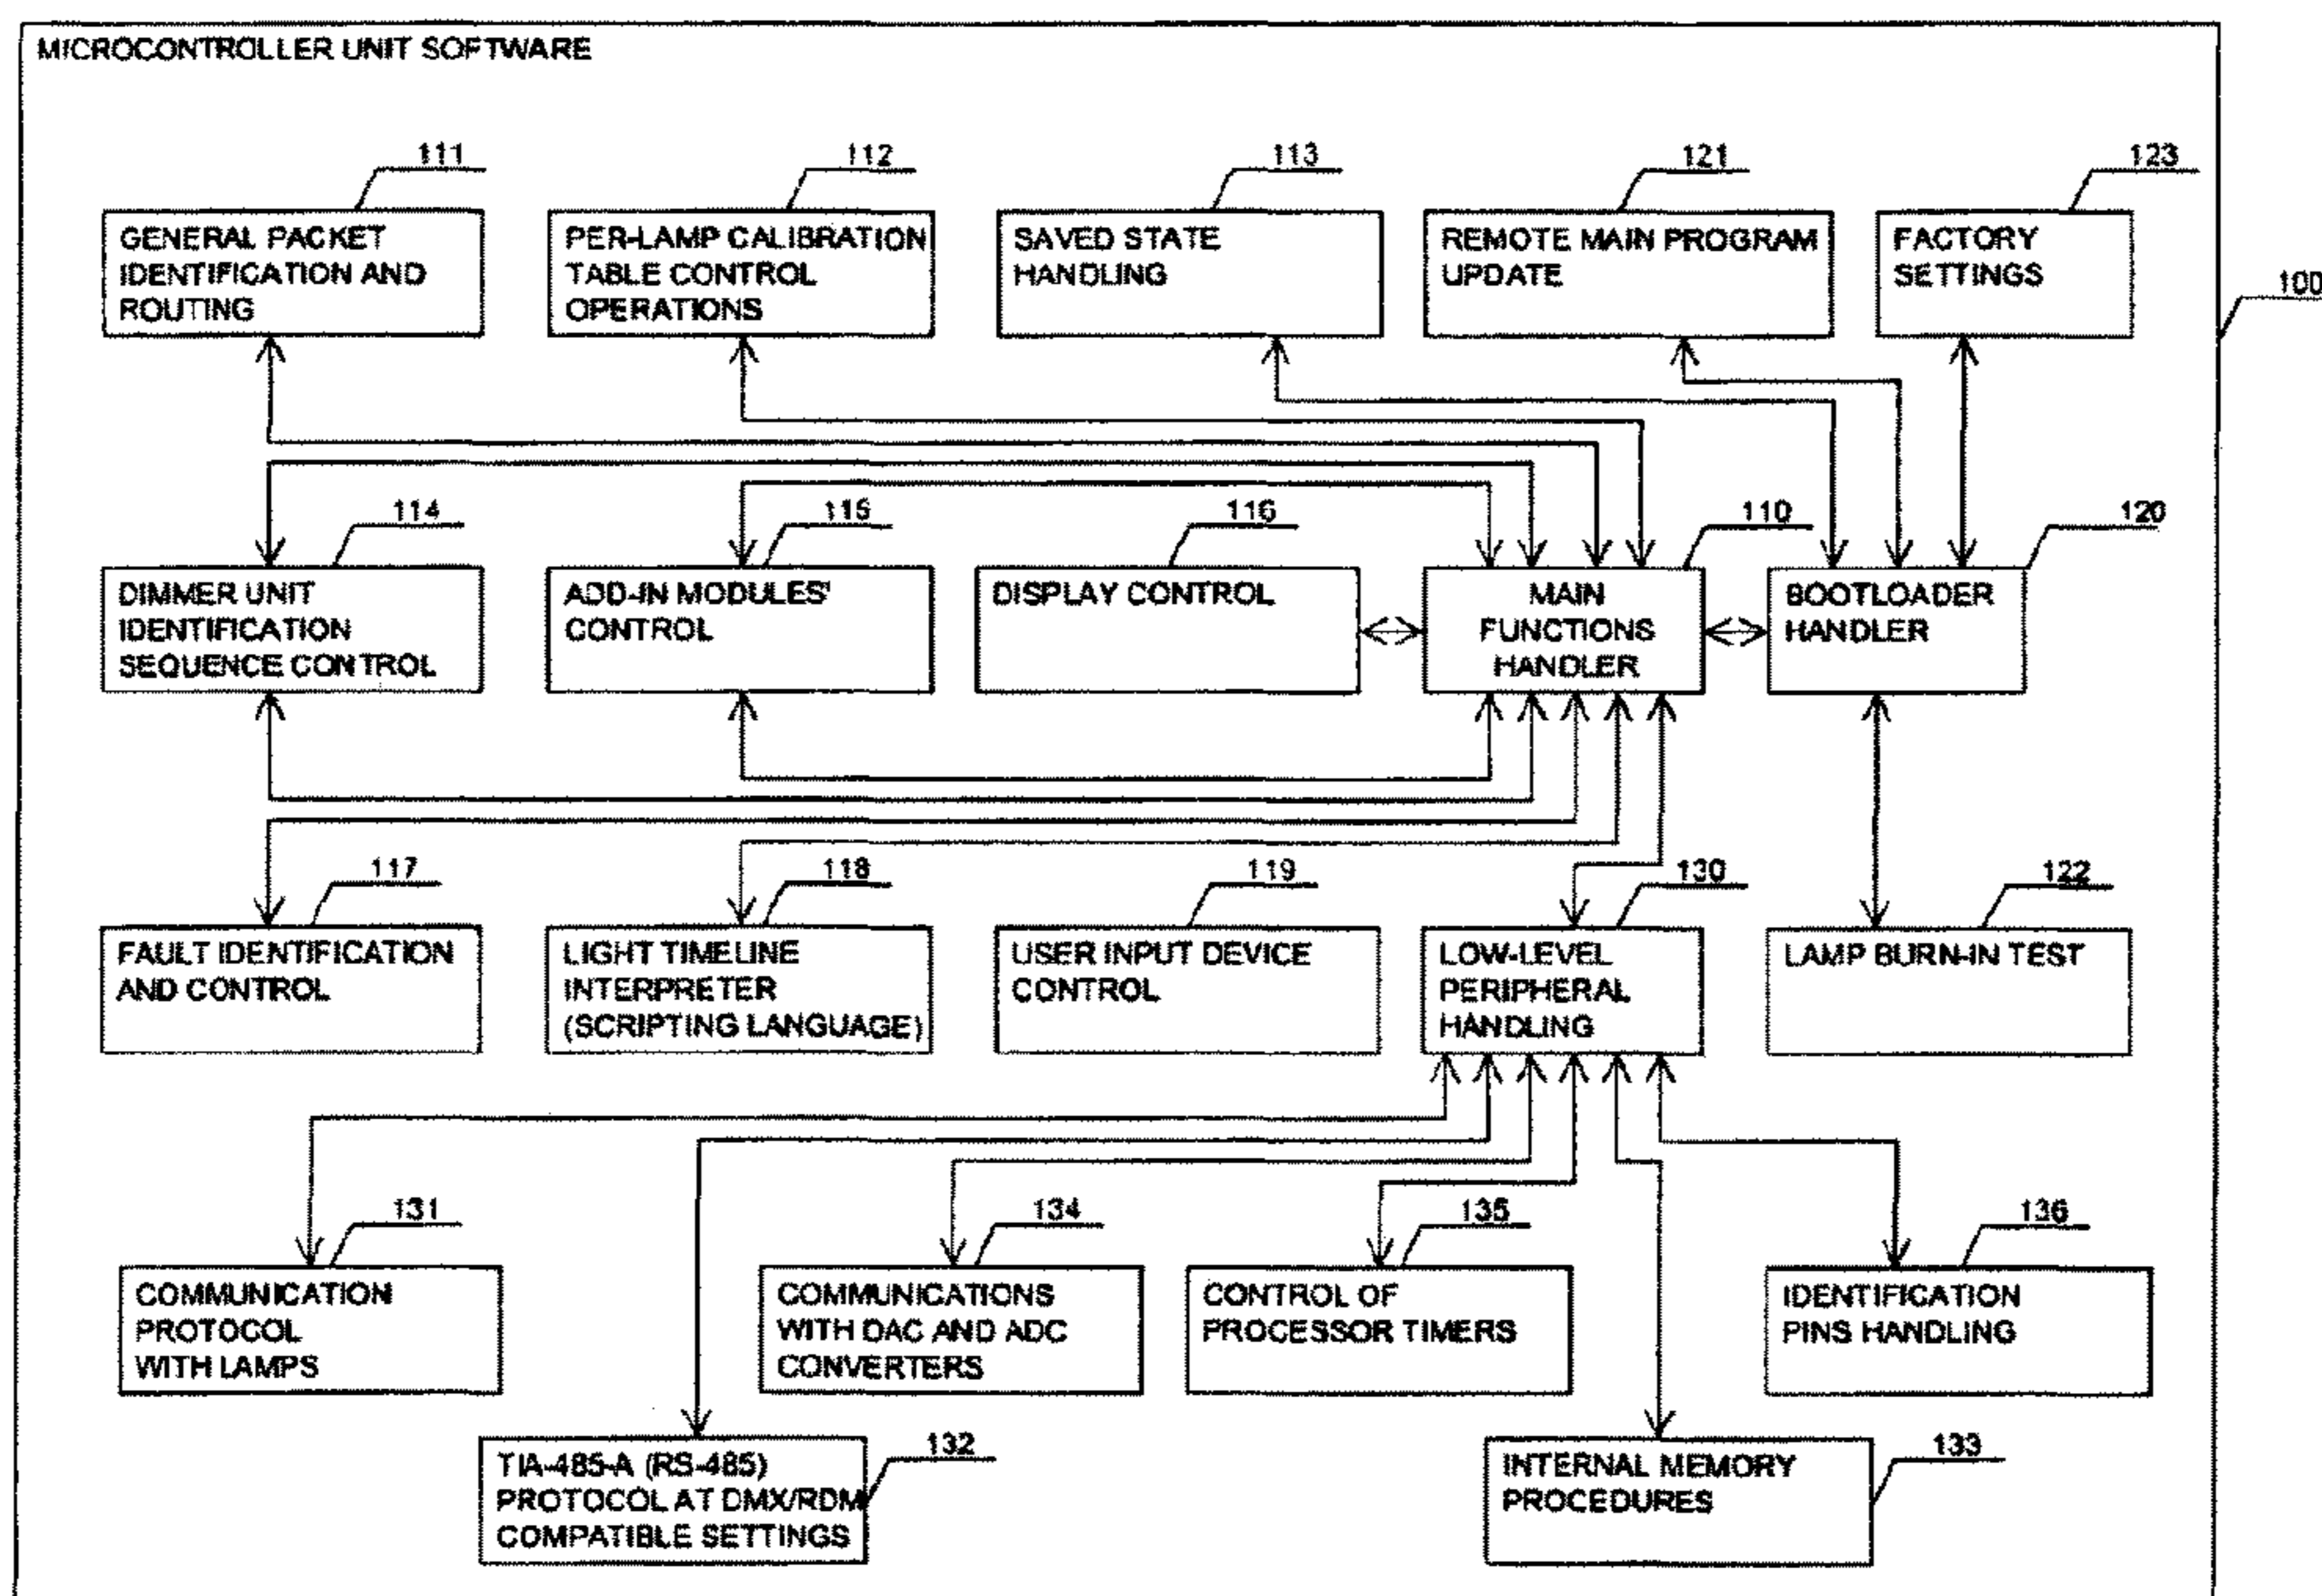 MICROCONTROLLER UNIT SOFTWARE
111
112
113
121
123
GENERAL PACKET
IDENTIFICATION AND
ROUTING
PER-LAMP CALIBRATION
TABLE CONTROL
OPERATIONS
SAVED STATE
HANDLING
REMOTE MAIN PROGRAM
UPDATE
FACTORY
SETTINGS
100
114
115
116
110
120
DIMMER UNIT
IDENTIFICATION
SEQUENCE CONTROL
ADD-IN MODULES'
CONTROL
DISPLAY CONTROL
MAIN
FUNCTIONS
HANDLER
BOOTLOADER
HANDLER
117
118
119
130
122
FAULT IDENTIFICATION
AND CONTROL
LIGHT TIMELINE
INTERPRETER
(SCRIPTING LANGUAGE)
USER INPUT DEVICE
CONTROL
LOW-LEVEL
PERIPHERAL
HANDLING
LAMP BURN-IN TEST
131
134
135
136
COMMUNICATION
PROTOCOL
WITH LAMPS
COMMUNICATIONS
WITH DAC AND ADC
CONVERTERS
CONTROL OF
PROCESSOR TIMERS
IDENTIFICATION
PINS HANDLING
132
TIA-485-A (RS-485)
PROTOCOL AT DMX/RDM
COMPATIBLE SETTINGS
133
INTERNAL MEMORY
PROCEDURES